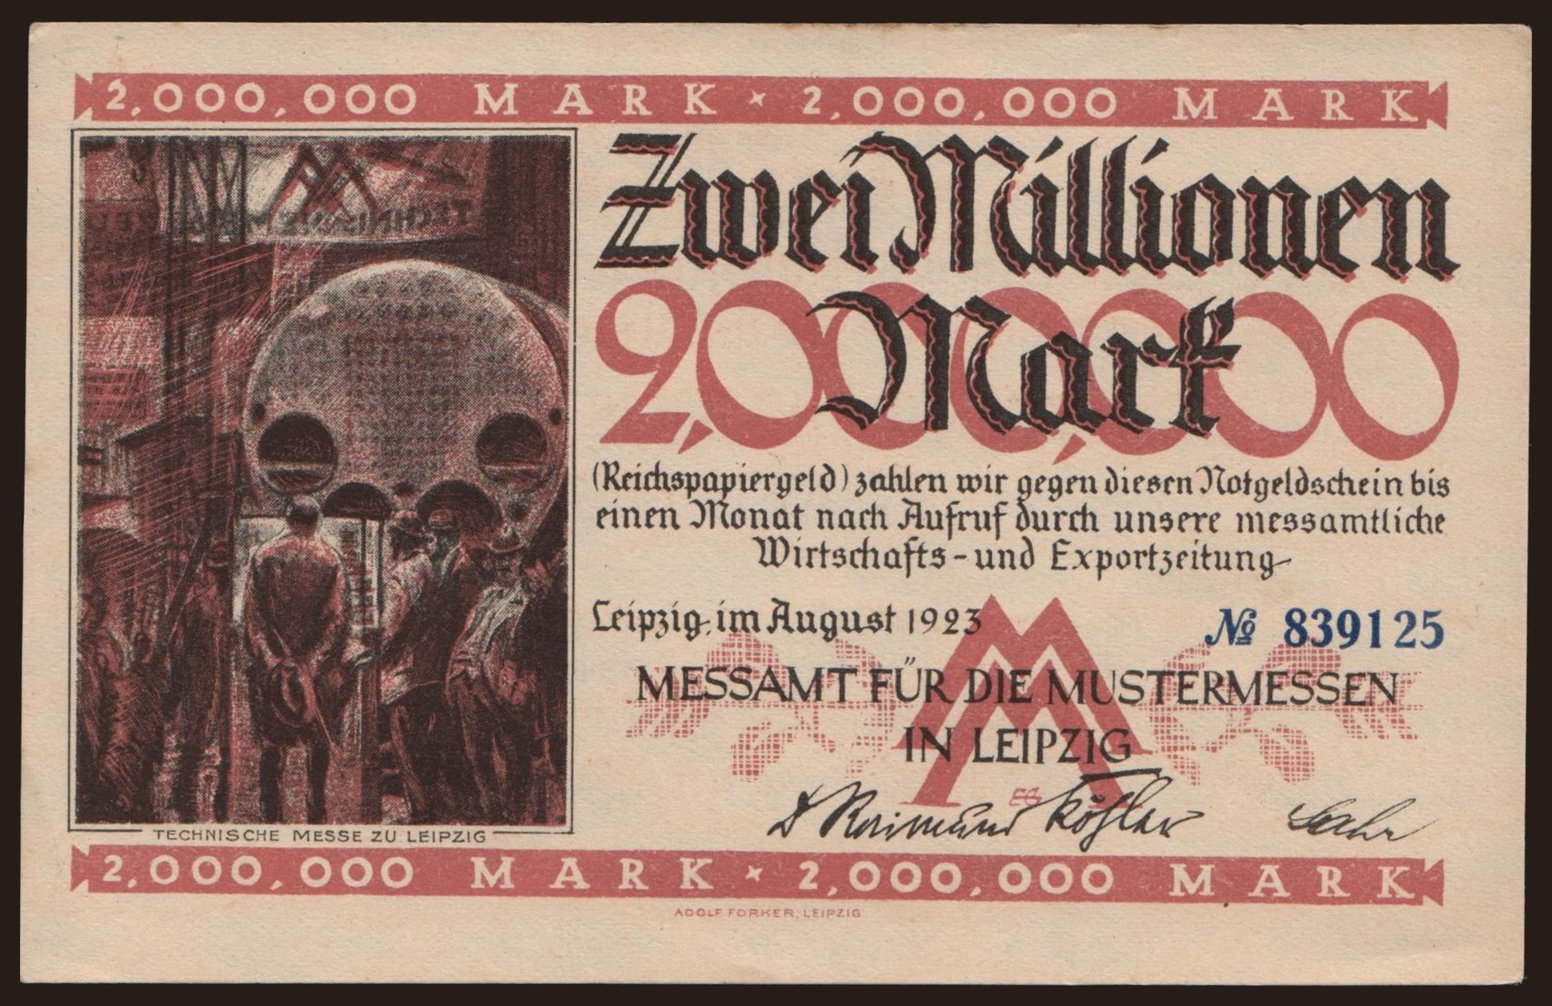 2,000,000 MARK × 2,000,000 MARK
Zwei Millionen
2,000,000
Mark
(Reichspapiergeld) zahlen wir gegen diesen Notgeldschein bis
einen Monat nach Aufruf durch unsere messamtliche
Wirtschafts- und Exportzeitung
Leipzig, im August 1923
№ 839125
MESSAMT FÜR DIE MUSTERMESSEN
IN LEIPZIG
Dr Raimund Köhler
TECHNISCHE MESSE ZU LEIPZIG
2,000,000 MARK × 2,000,000 MARK
ADOLF FORKER, LEIPZIG